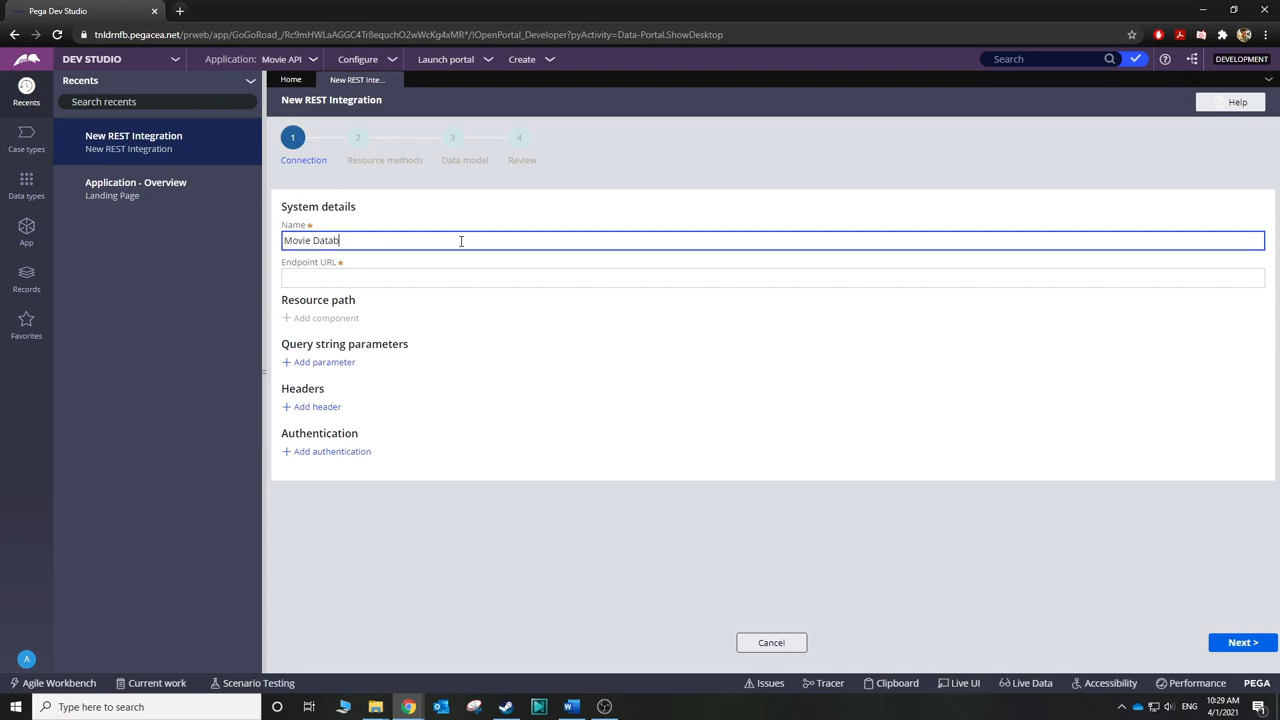 Pega Dev Studio
tnldrnfb.pegacea.net/prweb/app/GoGoRoad_/Rc9mHWLaAGGC4Tr8equchO2wWcKg4xMR*/!OpenPortal_Developer?pyActivity=Data-Portal.ShowDesktop
DEV STUDIO
Application: Movie API
Configure
Launch portal
Create
Search
DEVELOPMENT
Recents
Recents
Search recents
Home
New REST Inte...
New REST Integration
Help
New REST Integration
New REST Integration
Application - Overview
Landing Page
Case types
Data types
App
Records
Favorites
1
2
3
4
Connection
Resource methods
Data model
Review
System details
Name★
Movie Datab
Endpoint URL★
Resource path
+ Add component
Query string parameters
+ Add parameter
Headers
+ Add header
Authentication
+ Add authentication
Cancel
Next >
A
Agile Workbench
Current work
Scenario Testing
Issues
Tracer
Clipboard
Live UI
Live Data
Accessibility
Performance
PEGA
Type here to search
ENG
10:29 AM
4/1/2021